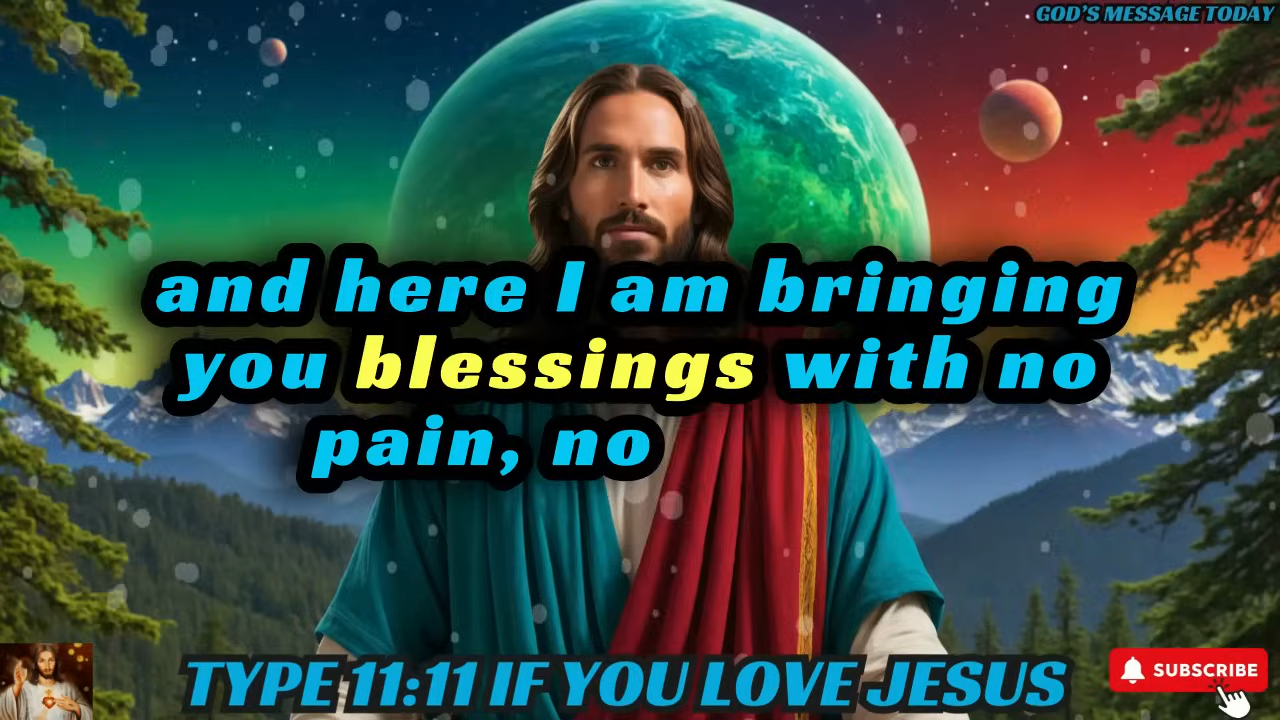 GOD'S MESSAGE TODAY
and here I am bringing
you blessings with no
pain, no
TYPE 11:11 IF YOU LOVE JESUS
SUBSCRIBE